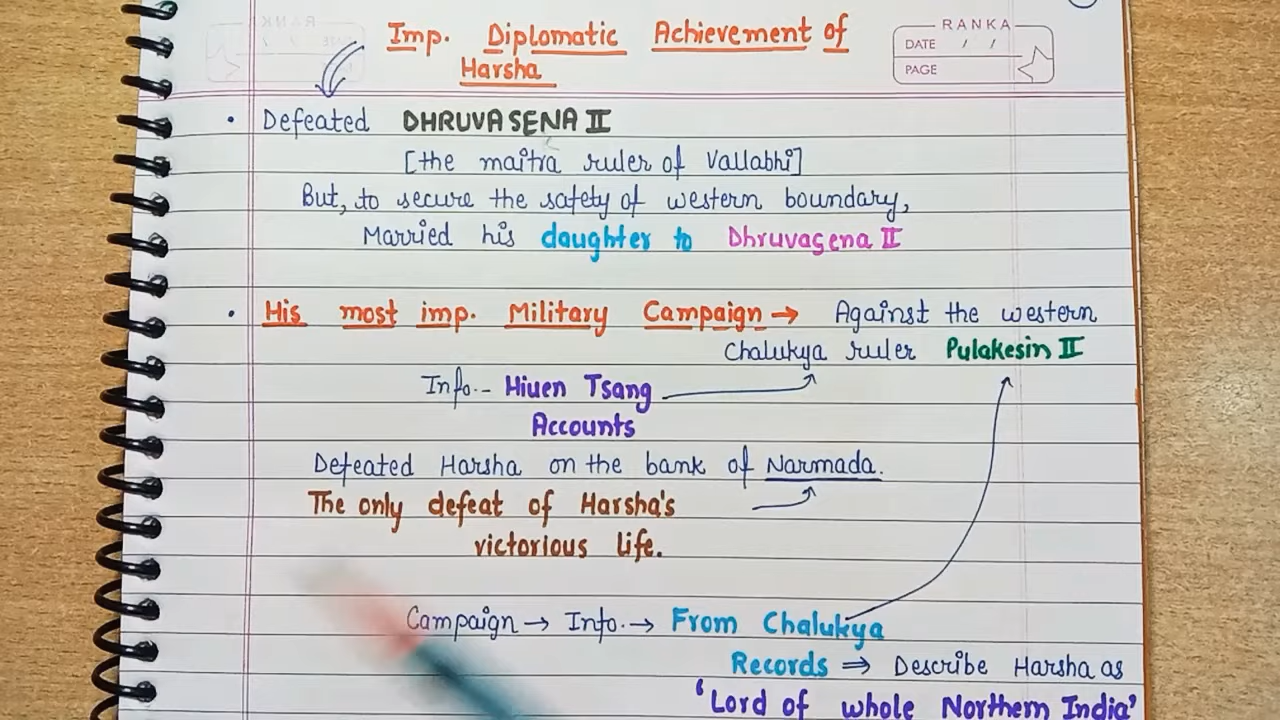 Imp. Diplomatic Achievement of
Harsha
RANKA
DATE / /
PAGE
• Defeated DHRUVASENA II
[the maitra ruler of Vallabhi]
But, to secure the safety of western boundary,
Married his daughter to Dhruvasena II
• His most imp. Military Campaign → Against the western
Chalukya ruler Pulakesin II
Info.- Hiuen Tsang
Accounts
Defeated Harsha on the bank of Narmada.
The only defeat of Harsha's
victorious life.
Campaign → Info. → From Chalukya
Records ⇒ Describe Harsha as
'Lord of whole Northern India'